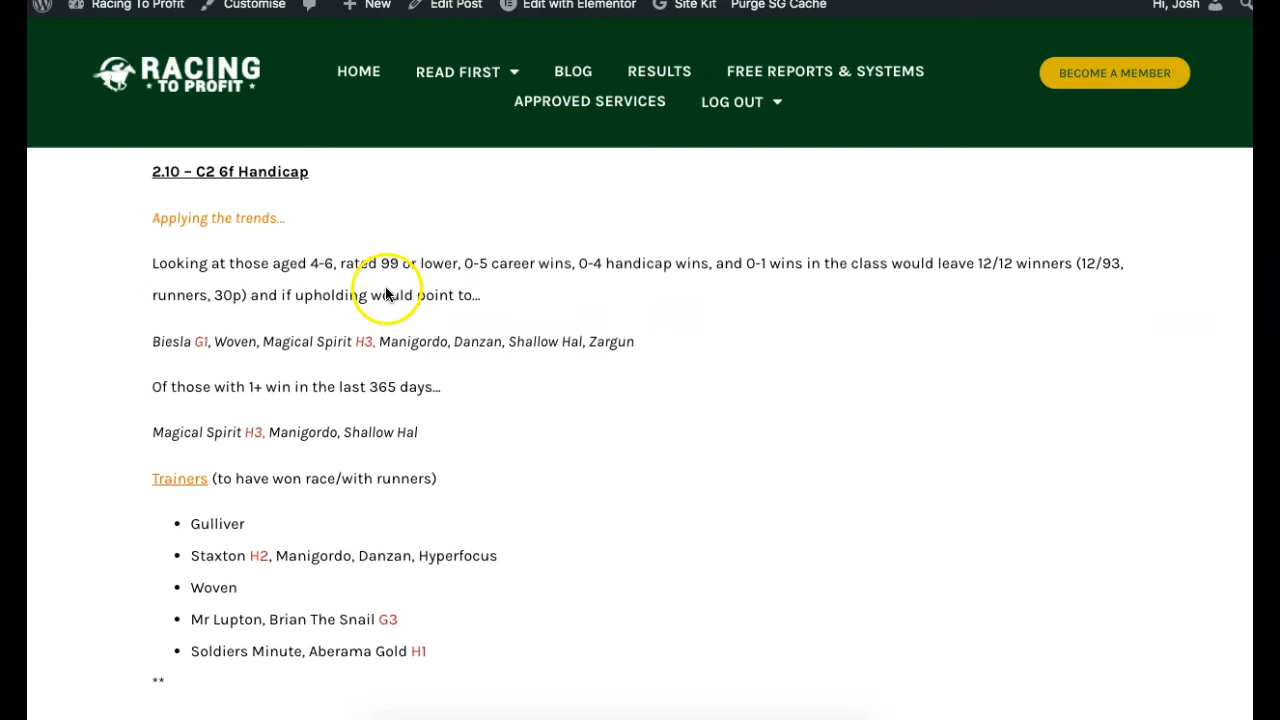 Racing To Profit Customise New Edit Post Edit with Elementor Site Kit Purge SG Cache Hi, Josh
RACING
TO PROFIT
HOME READ FIRST BLOG RESULTS FREE REPORTS & SYSTEMS
APPROVED SERVICES LOG OUT
BECOME A MEMBER
2.10 – C2 6f Handicap
Applying the trends...
Looking at those aged 4-6, rated 99 or lower, 0-5 career wins, 0-4 handicap wins, and 0-1 wins in the class would leave 12/12 winners (12/93,
runners, 30p) and if upholding would point to...
Biesla G1, Woven, Magical Spirit H3, Manigordo, Danzan, Shallow Hal, Zargun
Of those with 1+ win in the last 365 days...
Magical Spirit H3, Manigordo, Shallow Hal
Trainers (to have won race/with runners)
• Gulliver
• Staxton H2, Manigordo, Danzan, Hyperfocus
• Woven
• Mr Lupton, Brian The Snail G3
• Soldiers Minute, Aberama Gold H1
**